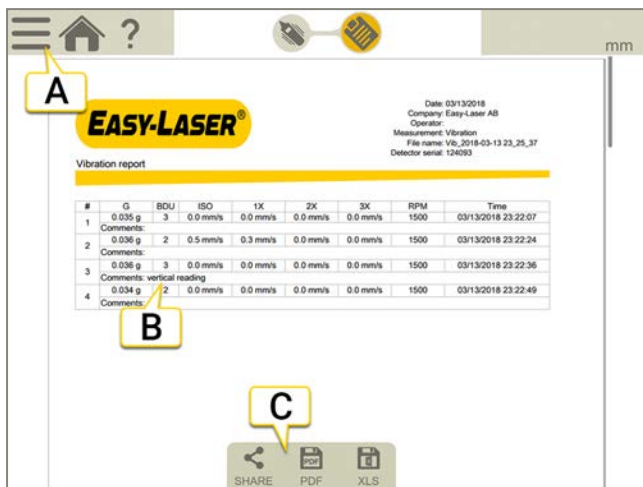 ?
mm
A
EASY-LASER®
Date: 03/13/2018
Company: Easy-Laser AB
Operator:
Measurement: Vibration
File name: Vib_2018-03-13 23_25_37
Detector serial: 124093
Vibration report
# G BDU ISO 1X 2X 3X RPM Time
1 0.035 g 3 0.0 mm/s 0.0 mm/s 0.0 mm/s 0.0 mm/s 1500 03/13/2018 23:22:07
Comments:
2 0.036 g 2 0.5 mm/s 0.3 mm/s 0.0 mm/s 0.0 mm/s 1500 03/13/2018 23:22:24
Comments:
3 0.036 g 3 0.0 mm/s 0.0 mm/s 0.0 mm/s 0.0 mm/s 1500 03/13/2018 23:22:36
Comments: vertical reading
4 0.034 g 2 0.0 mm/s 0.0 mm/s 0.0 mm/s 0.0 mm/s 1500 03/13/2018 23:22:49
Comments:
B
C
PDF
SHARE PDF XLS